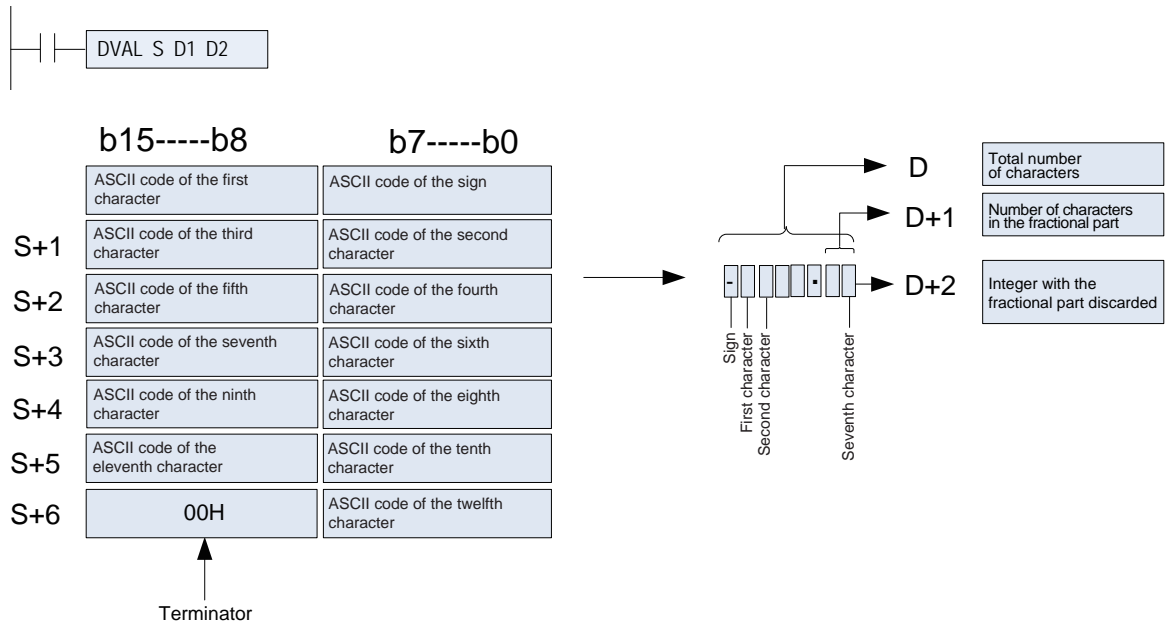 DVAL S D1 D2
b15-----b8
b7-----b0
ASCII code of the first
character
ASCII code of the sign
S+1
ASCII code of the third
character
ASCII code of the second
character
S+2
ASCII code of the fifth
character
ASCII code of the fourth
character
S+3
ASCII code of the seventh
character
ASCII code of the sixth
character
S+4
ASCII code of the ninth
character
ASCII code of the eighth
character
S+5
ASCII code of the
eleventh character
ASCII code of the tenth
character
S+6
00H
ASCII code of the twelfth
character
Terminator
D
Total number
of characters
D+1
Number of characters
in the fractional part
- .
D+2
Integer with the
fractional part discarded
Sign
First character
Second character
Seventh character